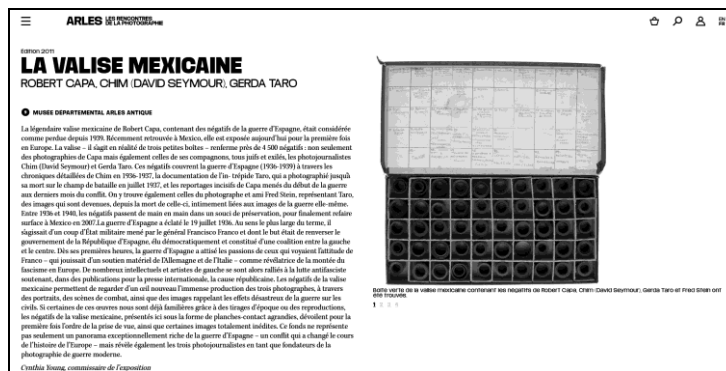 ARLES LES RENCONTRES
DE LA PHOTOGRAPHIE
EN
FR
Édition 2011
LA VALISE MEXICAINE
ROBERT CAPA, CHIM (DAVID SEYMOUR), GERDA TARO
MUSÉE DÉPARTEMENTAL ARLES ANTIQUE
La légendaire valise mexicaine de Robert Capa, contenant des négatifs de la guerre d'Espagne, était considérée
comme perdue depuis 1939. Récemment retrouvée à Mexico, elle est exposée aujourd'hui pour la première fois
en Europe. La valise – il s'agit en réalité de trois petites boîtes – renferme près de 4 500 négatifs : non seulement
des photographies de Capa mais également celles de ses compagnons, tous juifs et exilés, les photojournalistes
Chim (David Seymour) et Gerda Taro. Ces négatifs couvrent la guerre d'Espagne (1936-1939) à travers les
chroniques détaillées de Chim en 1936-1937, la documentation de l'in- trépide Taro, qui a photographié jusqu'à
sa mort sur le champ de bataille en juillet 1937, et les reportages incisifs de Capa menés du début de la guerre
aux derniers mois du conflit. On y trouve également celles du photographe et ami Fred Stein, représentant Taro,
des images qui sont devenues, depuis la mort de celle-ci, intimement liées aux images de la guerre elle-même.
Entre 1936 et 1940, les négatifs passent de main en main dans un souci de préservation, pour finalement refaire
surface à Mexico en 2007.La guerre d'Espagne a éclaté le 19 juillet 1936. Au sens le plus large du terme, il
s'agissait d'un coup d'État militaire mené par le général Francisco Franco et dont le but était de renverser le
gouvernement de la République d'Espagne, élu démocratiquement et constitué d'une coalition entre la gauche
et le centre. Dès ses premières heures, la guerre d'Espagne a attisé les passions de ceux qui voyaient l'attitude de
Franco – qui jouissait d'un soutien matériel de l'Allemagne et de l'Italie – comme révélatrice de la montée du
fascisme en Europe. De nombreux intellectuels et artistes de gauche se sont alors ralliés à la lutte antifasciste
soutenant, dans des publications pour la presse internationale, la cause républicaine. Les négatifs de la valise
mexicaine permettent de regarder d'un œil nouveau l'immense production des trois photographes, à travers
des portraits, des scènes de combat, ainsi que des images rappelant les effets désastreux de la guerre sur les
civils. Si certaines de ces œuvres nous sont déjà familières grâce à des tirages d'époque ou des reproductions,
les négatifs de la valise mexicaine, présentés ici sous la forme de planches-contact agrandies, dévoilent pour la
première fois l'ordre de la prise de vue, ainsi que certaines images totalement inédites. Ce fonds ne représente
pas seulement un panorama exceptionnellement riche de la guerre d'Espagne – un conflit qui a changé le cours
de l'histoire de l'Europe – mais révèle également les trois photojournalistes en tant que fondateurs de la
photographie de guerre moderne.
Cynthia Young, commissaire de l'exposition
Boîte verte de la valise mexicaine contenant les négatifs de Robert Capa, Chim (David Seymour), Gerda Taro et Fred Stein ont
été trouvée.
1 2 3 4